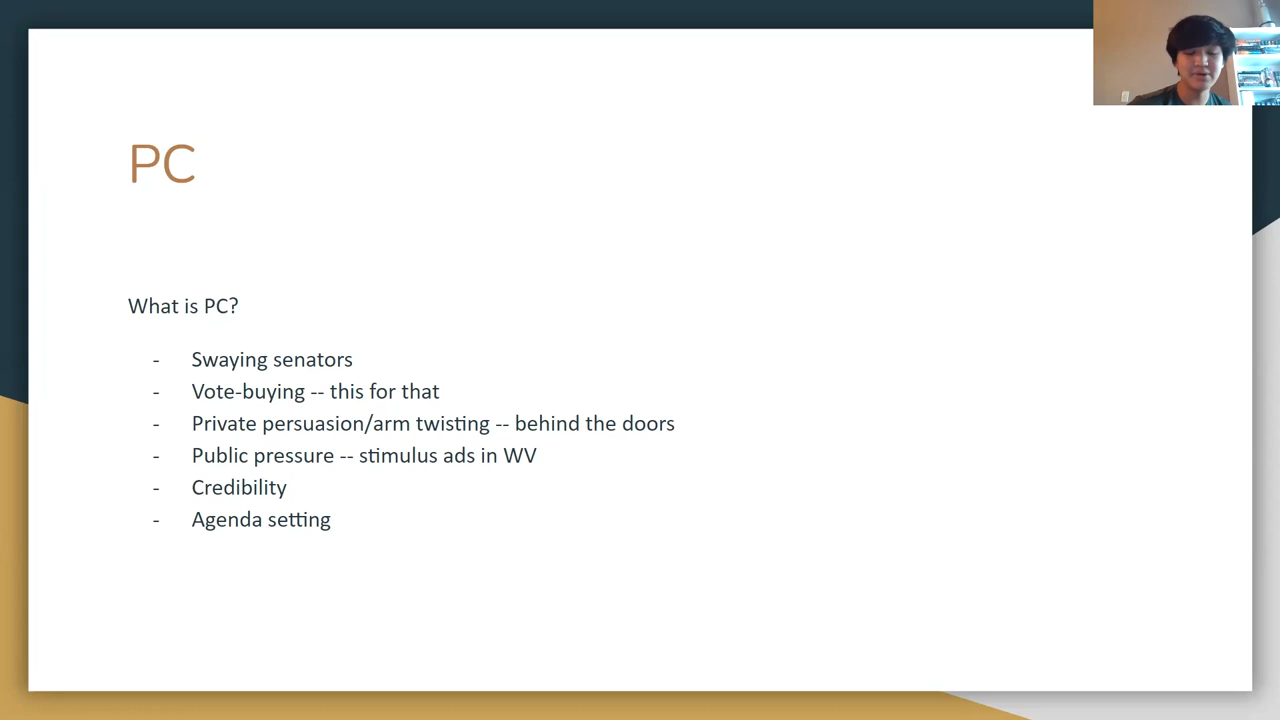 PC
What is PC?
- Swaying senators
- Vote-buying -- this for that
- Private persuasion/arm twisting -- behind the doors
- Public pressure -- stimulus ads in WV
- Credibility
- Agenda setting